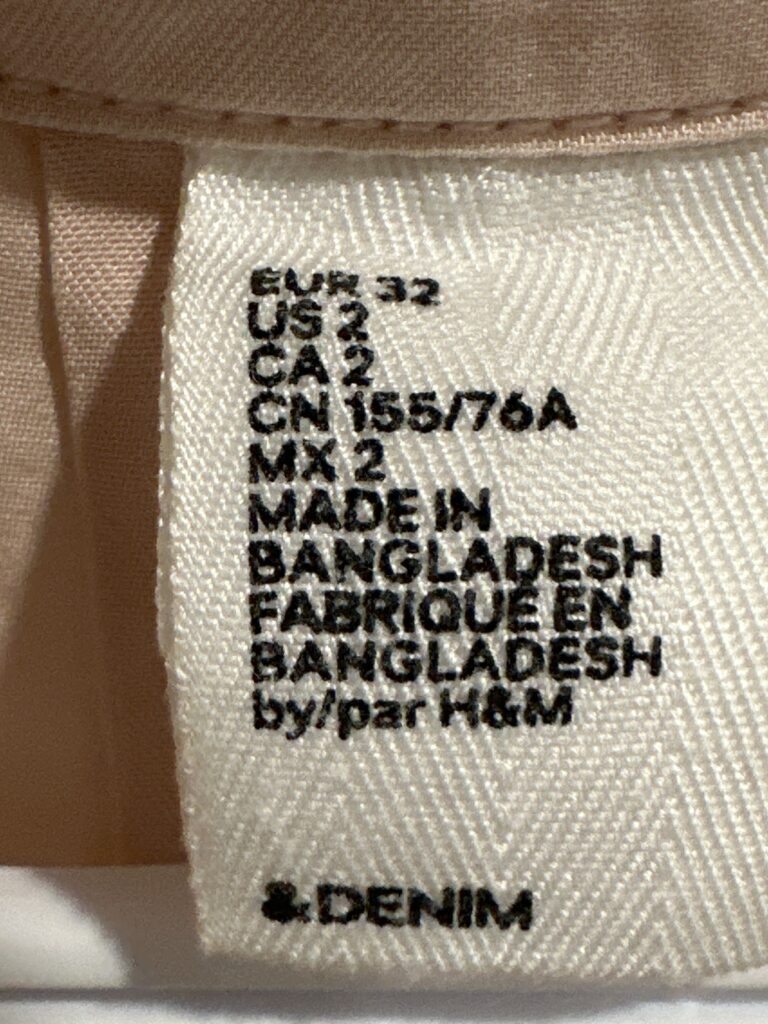 EUR 32
US 2
CA 2
CN 155/76A
MX 2
MADE IN
BANGLADESH
FABRIQUÉ EN
BANGLADESH
by/par H&M
&DENIM